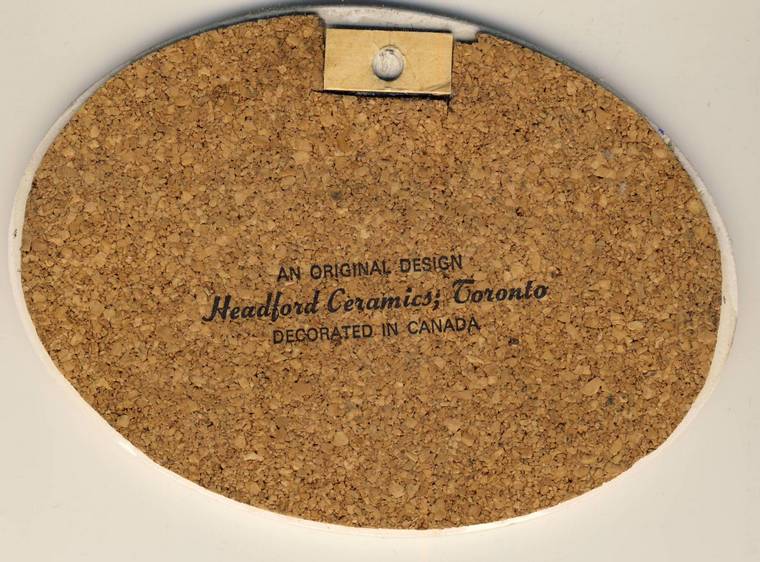 AN ORIGINAL DESIGN
Headford Ceramics; Toronto
DECORATED IN CANADA